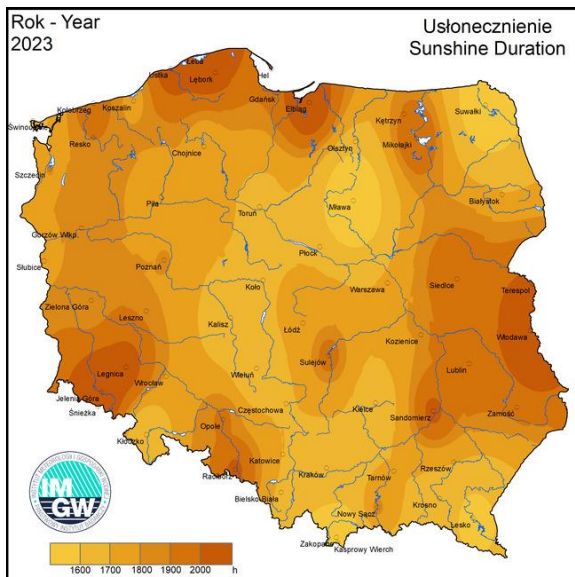 Rok - Year
2023
Usłonecznienie
Sunshine Duration
Łeba
Ustka
Lębork
Hel
Gdańsk
Elbląg
Kołobrzeg
Koszalin
Świnoujście
Resko
Szczecin
Chojnice
Kętrzyn
Mikołajki
Olsztyn
Suwałki
Białystok
Piła
Toruń
Mława
Gorzów Wlkp.
Słubice
Poznań
Płock
Koło
Warszawa
Siedlce
Terespol
Zielona Góra
Leszno
Kalisz
Łódź
Kozienice
Włodawa
Sulejów
Legnica
Wrocław
Wieluń
Lublin
Jelenia Góra
Śnieżka
Częstochowa
Kielce
Sandomierz
Zamość
Kłodzko
Opole
Katowice
Racibórz
Kraków
Tarnów
Rzeszów
Bielsko-Biała
Nowy Sącz
Krosno
Lesko
Zakopane
Kasprowy Wierch
IM
GW
1600 1700 1800 1900 2000 h